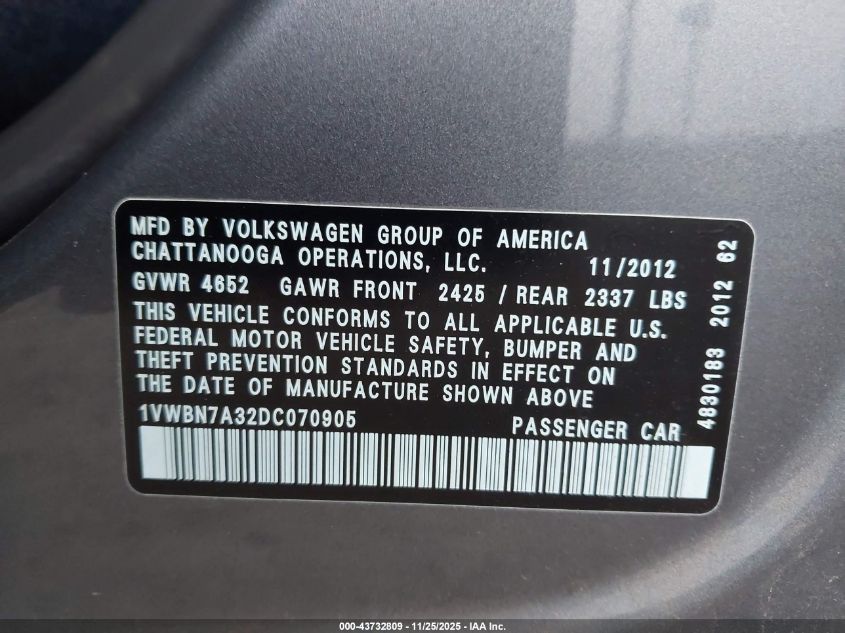 MFD BY VOLKSWAGEN GROUP OF AMERICA
CHATTANOOGA OPERATIONS, LLC. 11/2012
GVWR 4652 GAWR FRONT 2425 / REAR 2337 LBS
THIS VEHICLE CONFORMS TO ALL APPLICABLE U.S.
FEDERAL MOTOR VEHICLE SAFETY, BUMPER AND
THEFT PREVENTION STANDARDS IN EFFECT ON
THE DATE OF MANUFACTURE SHOWN ABOVE
1VWBN7A32DC070905 PASSENGER CAR
4830183 2012 62
000-43732809 - 11/25/2025 - IAA Inc.